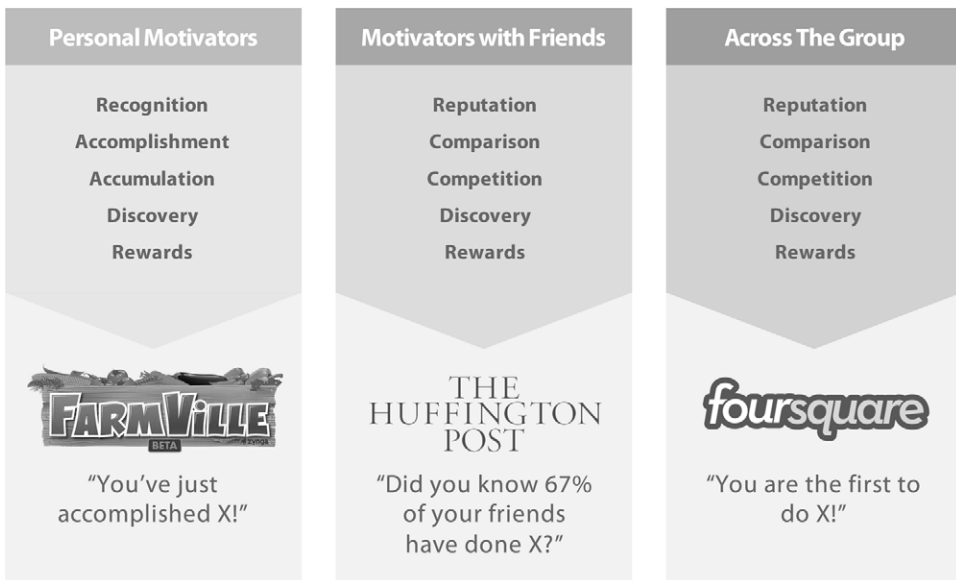 Personal Motivators
Recognition
Accomplishment
Accumulation
Discovery
Rewards
FARMVILLE
BETA
zynga
“You’ve just
accomplished X!”
Motivators with Friends
Reputation
Comparison
Competition
Discovery
Rewards
THE
HUFFINGTON
POST
“Did you know 67%
of your friends
have done X?”
Across The Group
Reputation
Comparison
Competition
Discovery
Rewards
foursquare
“You are the first to
do X!”